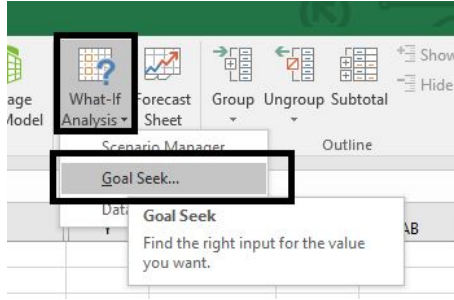 age
Model
What-If
Analysis
Forecast
Sheet
Group
Ungroup
Subtotal
Show
Hide
Outline
Scenario Manager...
Goal Seek...
Data
Goal Seek
Find the right input for the value
you want.
Y
AB